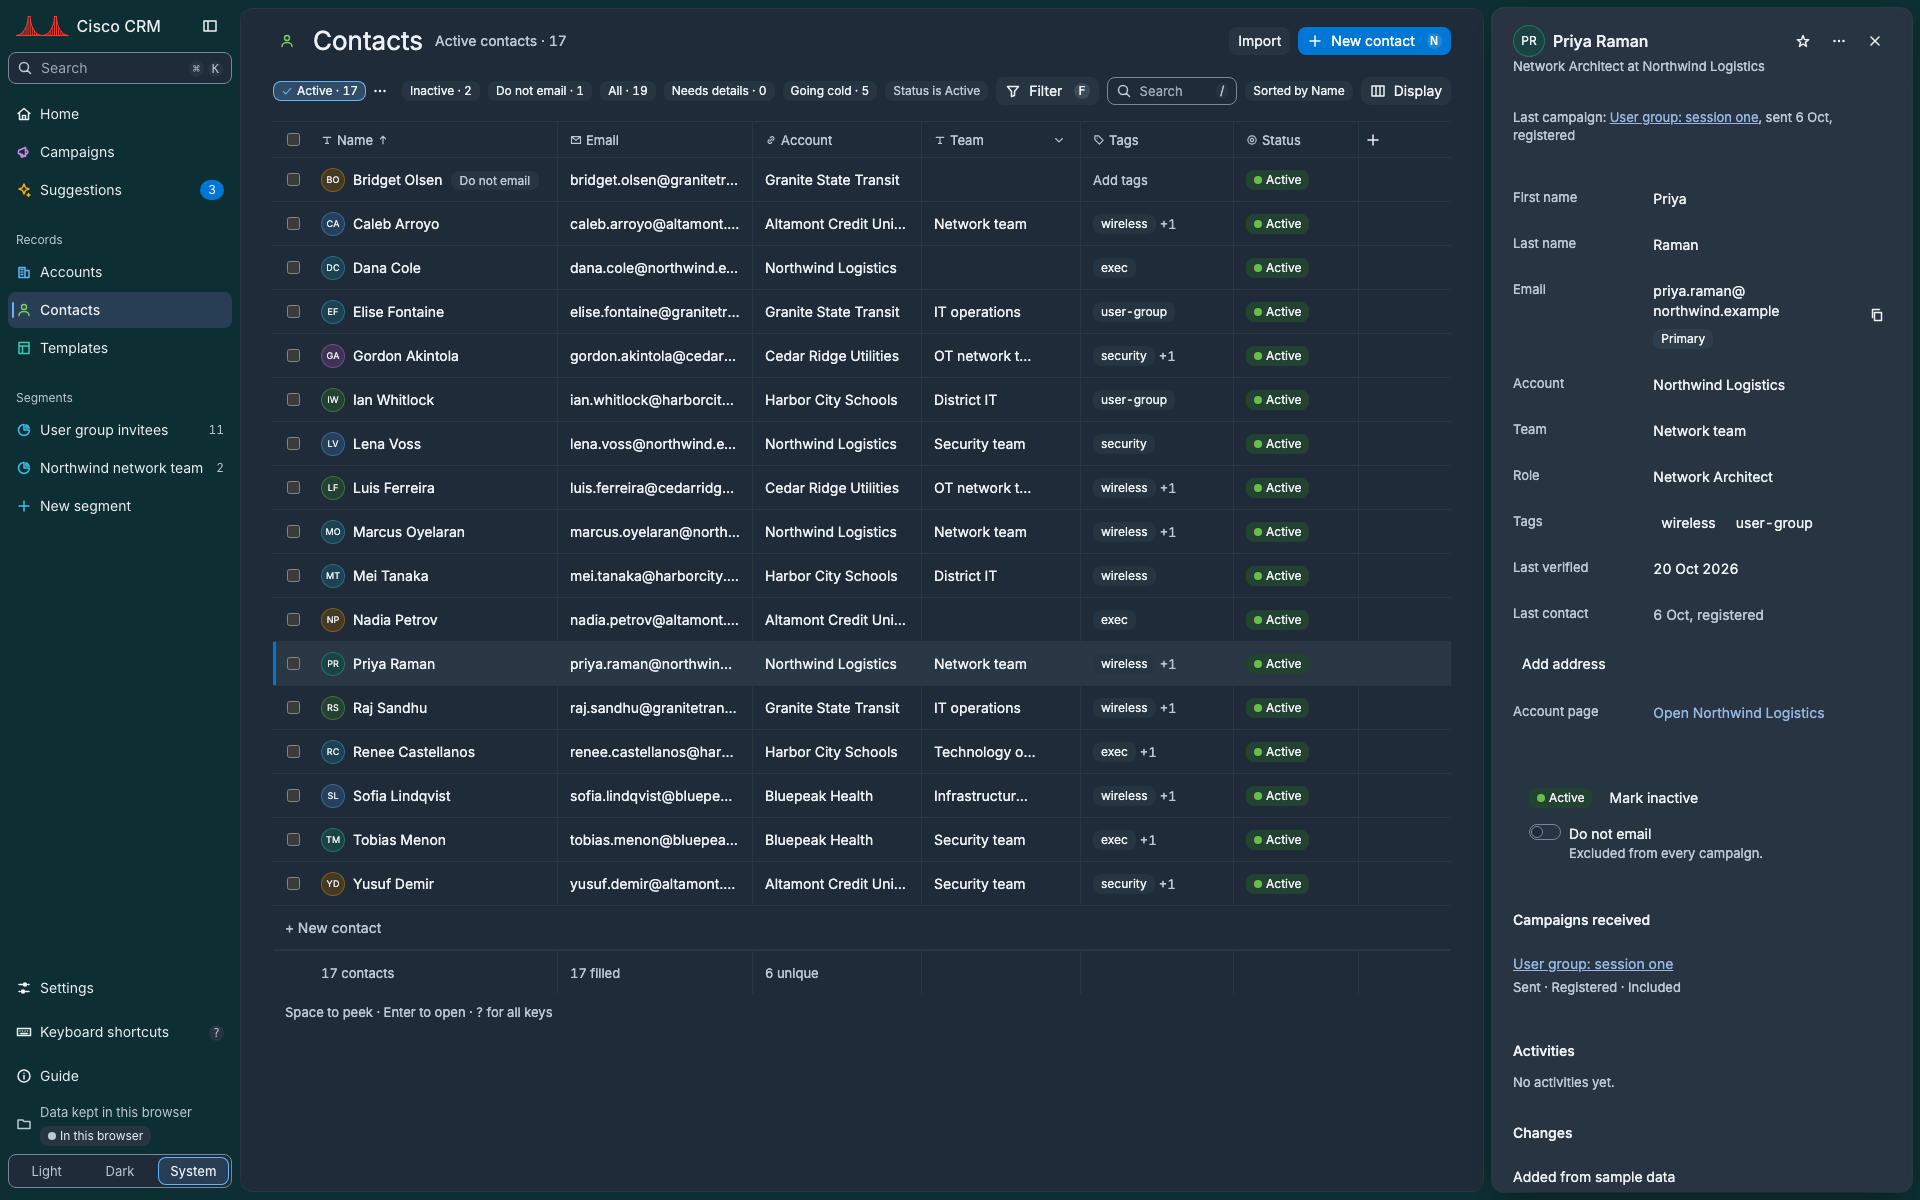 Cisco CRM
Search ⌘ K
Home
Campaigns
Suggestions 3
Records
Accounts
Contacts
Templates
Segments
User group invitees 11
Northwind network team 2
New segment
Settings
Keyboard shortcuts ?
Guide
Data kept in this browser
In this browser
Light Dark System
Contacts Active contacts · 17
Import New contact N
Active · 17 ··· Inactive · 2 Do not email · 1 All · 19 Needs details · 0 Going cold · 5 Status is Active Filter F Search / Sorted by Name Display
Name ↑ Email Account Team Tags Status +
BO Bridget Olsen Do not email bridget.olsen@granitetr... Granite State Transit Add tags Active
CA Caleb Arroyo caleb.arroyo@altamont.... Altamont Credit Uni... Network team wireless +1 Active
DC Dana Cole dana.cole@northwind.e... Northwind Logistics exec Active
EF Elise Fontaine elise.fontaine@granitetr... Granite State Transit IT operations user-group Active
GA Gordon Akintola gordon.akintola@cedar... Cedar Ridge Utilities OT network t... security +1 Active
IW Ian Whitlock ian.whitlock@harborcit... Harbor City Schools District IT user-group Active
LV Lena Voss lena.voss@northwind.e... Northwind Logistics Security team security Active
LF Luis Ferreira luis.ferreira@cedarridg... Cedar Ridge Utilities OT network t... wireless +1 Active
MO Marcus Oyelaran marcus.oyelaran@north... Northwind Logistics Network team wireless +1 Active
MT Mei Tanaka mei.tanaka@harborcity.... Harbor City Schools District IT wireless Active
NP Nadia Petrov nadia.petrov@altamont.... Altamont Credit Uni... exec Active
PR Priya Raman priya.raman@northwin... Northwind Logistics Network team wireless +1 Active
RS Raj Sandhu raj.sandhu@granitetran... Granite State Transit IT operations wireless +1 Active
RC Renee Castellanos renee.castellanos@har... Harbor City Schools Technology o... exec +1 Active
SL Sofia Lindqvist sofia.lindqvist@bluepe... Bluepeak Health Infrastructur... wireless +1 Active
TM Tobias Menon tobias.menon@bluepea... Bluepeak Health Security team exec +1 Active
YD Yusuf Demir yusuf.demir@altamont.... Altamont Credit Uni... Security team security +1 Active
+ New contact
17 contacts 17 filled 6 unique
Space to peek · Enter to open · ? for all keys
PR Priya Raman
Network Architect at Northwind Logistics
Last campaign: User group: session one, sent 6 Oct,
registered
First name Priya
Last name Raman
Email priya.raman@
northwind.example
Primary
Account Northwind Logistics
Team Network team
Role Network Architect
Tags wireless user-group
Last verified 20 Oct 2026
Last contact 6 Oct, registered
Add address
Account page Open Northwind Logistics
Active Mark inactive
Do not email
Excluded from every campaign.
Campaigns received
User group: session one
Sent · Registered · Included
Activities
No activities yet.
Changes
Added from sample data